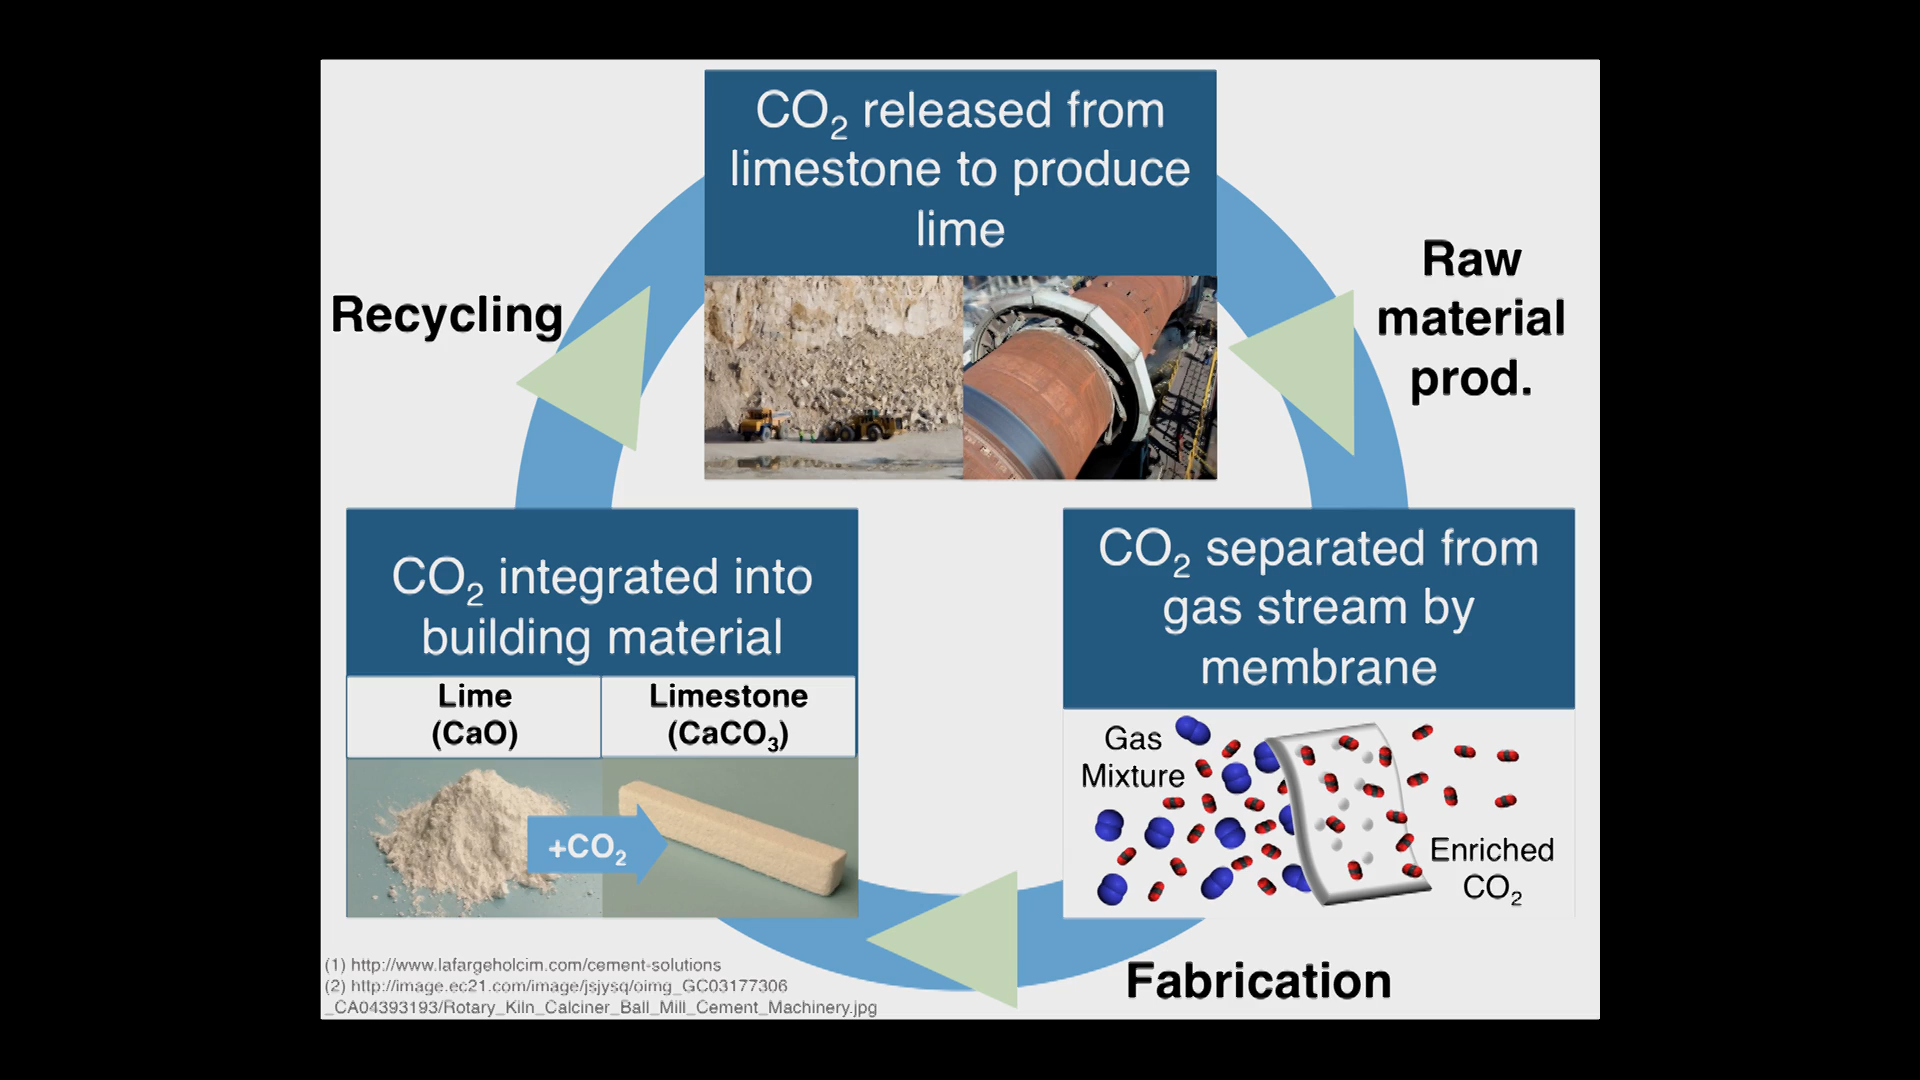 CO₂ released from
limestone to produce
lime
Recycling
Raw
material
prod.
CO₂ integrated into
building material
Lime
(CaO)
Limestone
(CaCO₃)
+CO₂
CO₂ separated from
gas stream by
membrane
Gas
Mixture
Enriched
CO₂
Fabrication
(1) http://www.lafargeholcim.com/cement-solutions
(2) http://image.ec21.com/image/jsjysq/oimg_GC03177306
_CA04393193/Rotary_Kiln_Calciner_Ball_Mill_Cement_Machinery.jpg